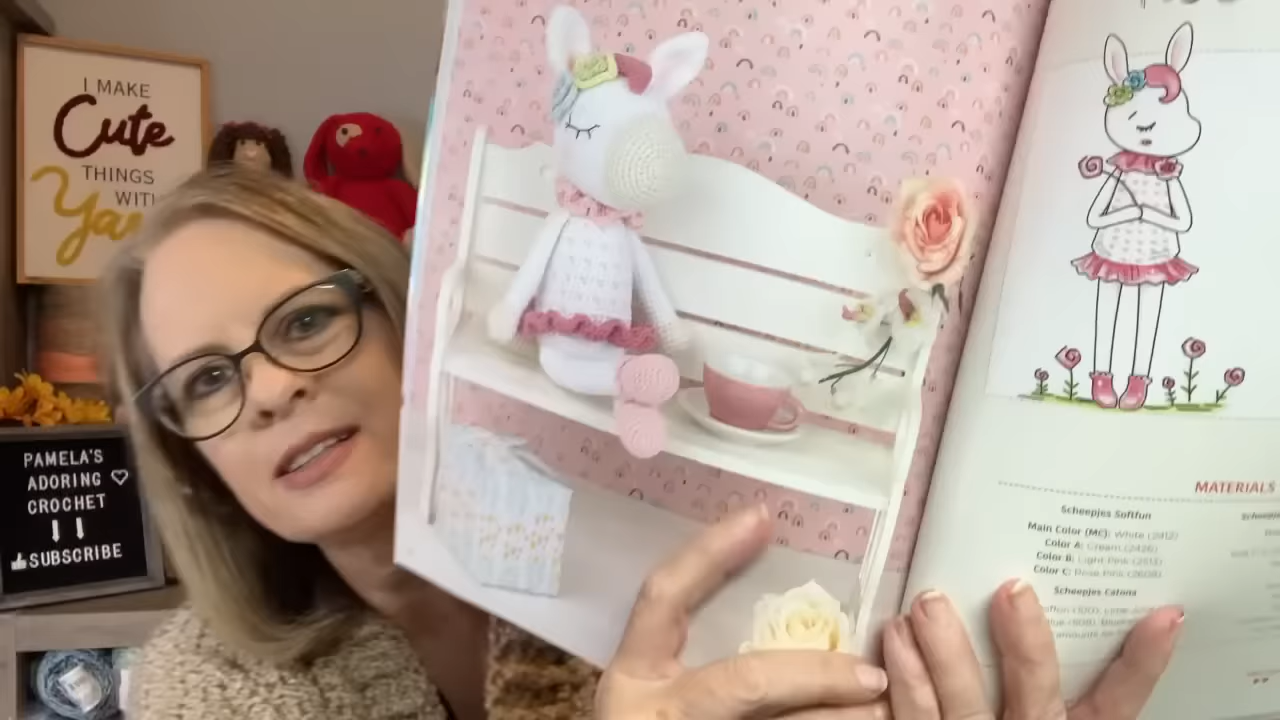 I MAKE
Cute
THINGS
WITH
Yarn
PAMELA'S
ADORING
CROCHET
SUBSCRIBE
MATERIALS
Scheepjes Softfun
Main Color (MC): White (2412)
Color A: Cream (2426)
Color B: Light Pink (2513)
Color C: Rose Pink (2608)
Scheepjes Catona